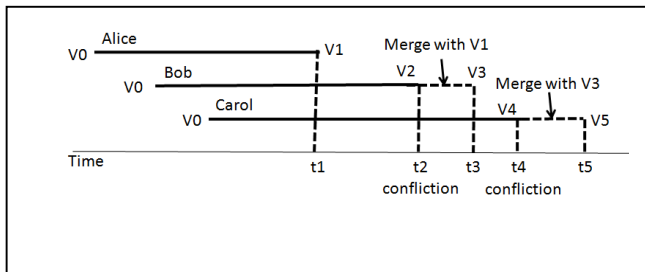 Alice
V0
V1
Merge with V1
Bob
V0
V2
V3
Merge with V3
Carol
V0
V4
V5
Time
t1
t2
t3
t4
t5
confliction
confliction